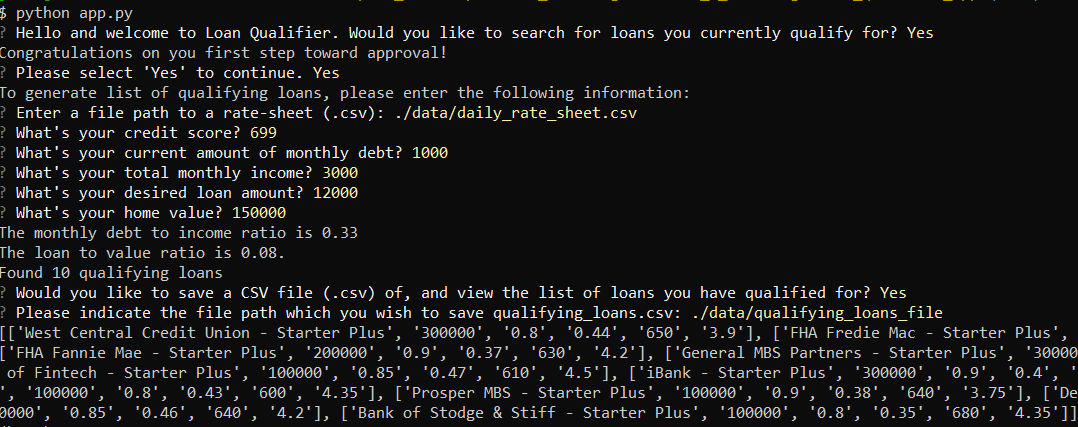 $ python app.py
? Hello and welcome to Loan Qualifier. Would you like to search for loans you currently qualify for? Yes
Congratulations on you first step toward approval!
? Please select 'Yes' to continue. Yes
To generate list of qualifying loans, please enter the following information:
? Enter a file path to a rate-sheet (.csv): ./data/daily_rate_sheet.csv
? What's your credit score? 699
? What's your current amount of monthly debt? 1000
? What's your total monthly income? 3000
? What's your desired loan amount? 12000
? What's your home value? 150000
The monthly debt to income ratio is 0.33
The loan to value ratio is 0.08.
Found 10 qualifying loans
? Would you like to save a CSV file (.csv) of, and view the list of loans you have qualified for? Yes
? Please indicate the file path which you wish to save qualifying_loans.csv: ./data/qualifying_loans_file
[['West Central Credit Union - Starter Plus', '300000', '0.8', '0.44', '650', '3.9'], ['FHA Fredie Mac - Starter Plus',
['FHA Fannie Mae - Starter Plus', '200000', '0.9', '0.37', '630', '4.2'], ['General MBS Partners - Starter Plus', '30000
of Fintech - Starter Plus', '100000', '0.85', '0.47', '610', '4.5'], ['iBank - Starter Plus', '300000', '0.9', '0.4', '
', '100000', '0.8', '0.43', '600', '4.35'], ['Prosper MBS - Starter Plus', '100000', '0.9', '0.38', '640', '3.75'], ['De
0000', '0.85', '0.46', '640', '4.2'], ['Bank of Stodge & Stiff - Starter Plus', '100000', '0.8', '0.35', '680', '4.35']]